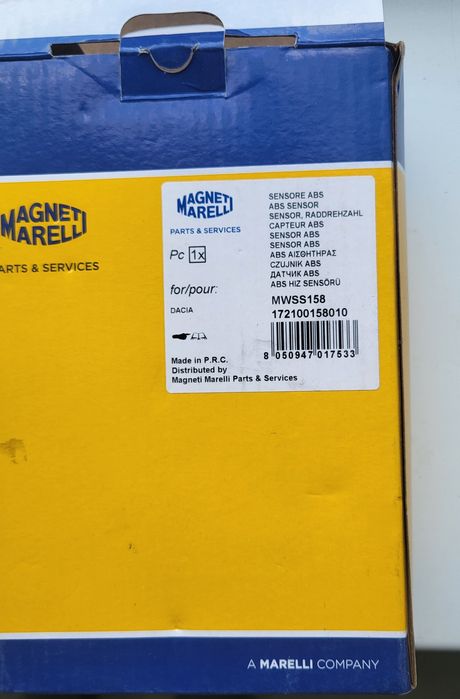 MAGNETI
MARELLI
ARTS & SERVICES
MAGNETI
MARELLI
PARTS & SERVICES
Pc 1x
for/pour:
DACIA
SENSORE ABS
ABS SENSOR
SENSOR, RADDREHZAHL
CAPTEUR ABS
SENSOR ABS
SENSOR ABS
ABS ΑΙΣΘΗΤΗΡΑΣ
CZUJNIK ABS
ДАТЧИК ABS
ABS HIZ SENSÖRÜ
MWSS158
172100158010
8 050947 017533
Made in P.R.C.
Distributed by
Magneti Marelli Parts & Services
A MARELLI COMPANY